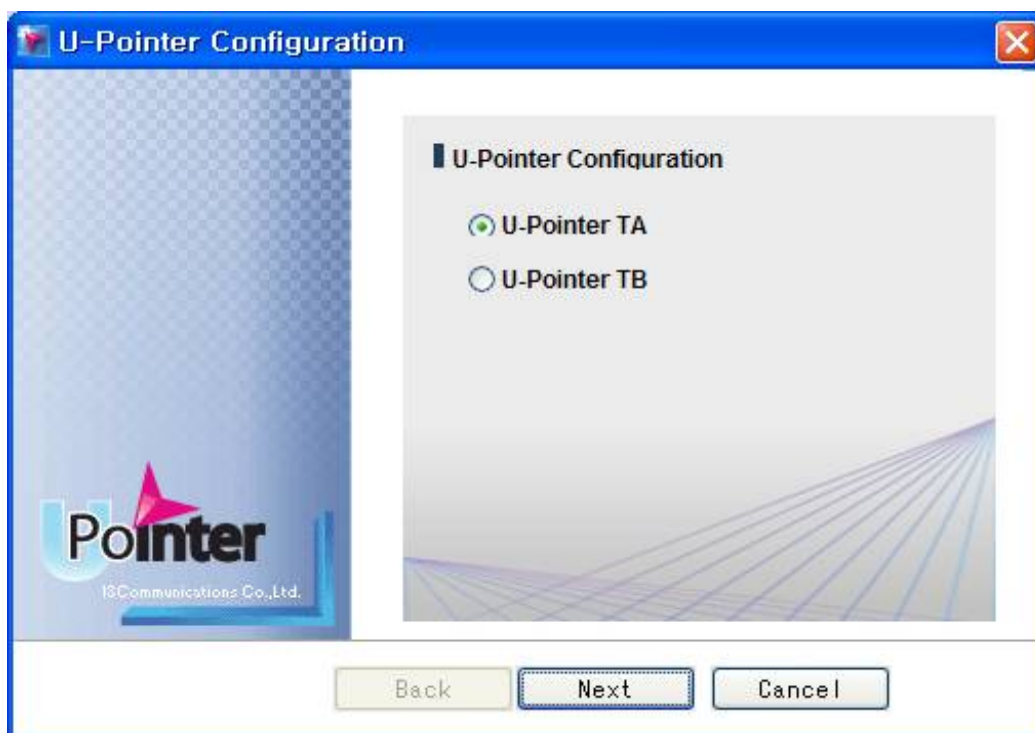 U-Pointer Configuration
U-Pointer Configuration
U-Pointer TA
U-Pointer TB
U
Pointer
ISCommunications Co.,Ltd.
Back
Next
Cancel